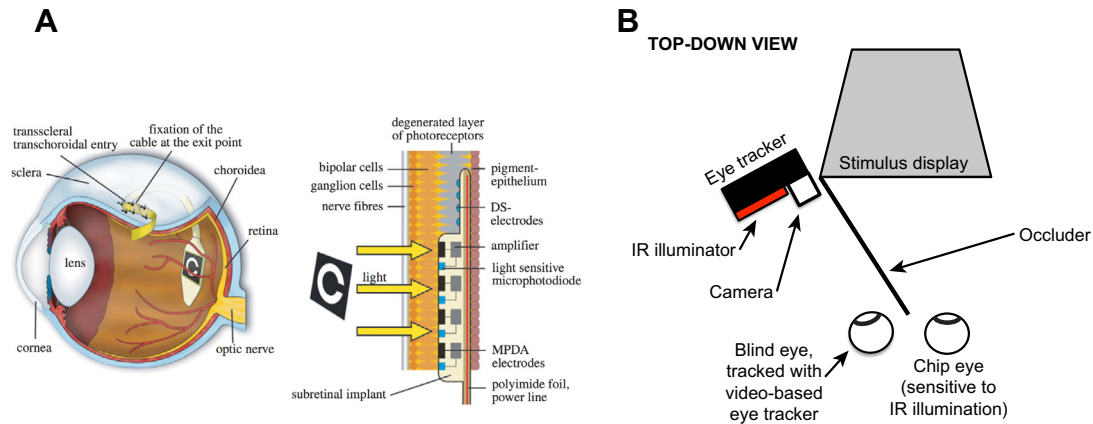 A
transscleral
transchoroidal entry
fixation of the
cable at the exit point
sclera
choroidea
retina
lens
cornea
optic nerve
degenerated layer
of photoreceptors
bipolar cells
ganglion cells
nerve fibres
pigment-
epithelium
DS-
electrodes
amplifier
light sensitive
microphotodiode
light
C
C
MPDA
electrodes
subretinal implant
polyimide foil,
power line
B
TOP-DOWN VIEW
Stimulus display
Eye tracker
IR illuminator
Camera
Occluder
Blind eye,
tracked with
video-based
eye tracker
Chip eye
(sensitive to
IR illumination)